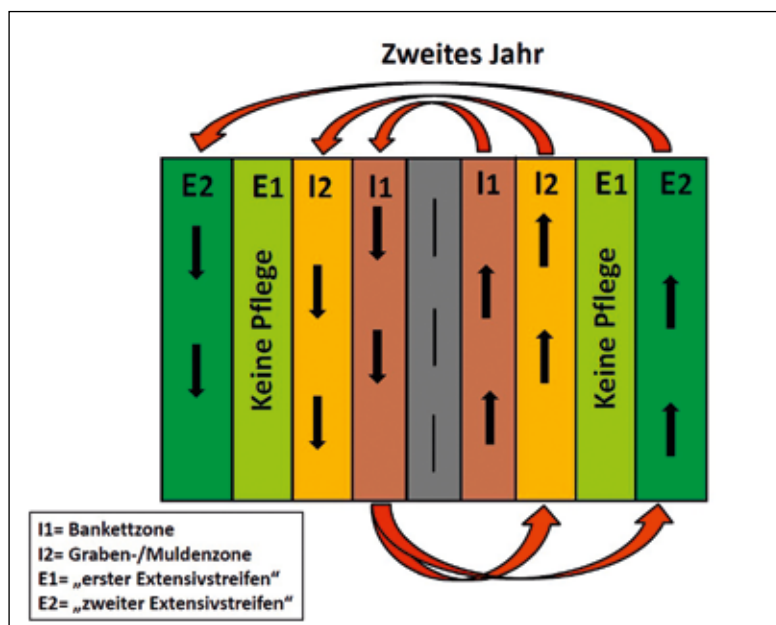 Zweites Jahr
E2 E1 I2 I1 I1 I2 E1 E2
Keine Pflege
Keine Pflege
I1= Bankettzone
I2= Graben-/Muldenzone
E1= „erster Extensivstreifen“
E2= „zweiter Extensivstreifen“